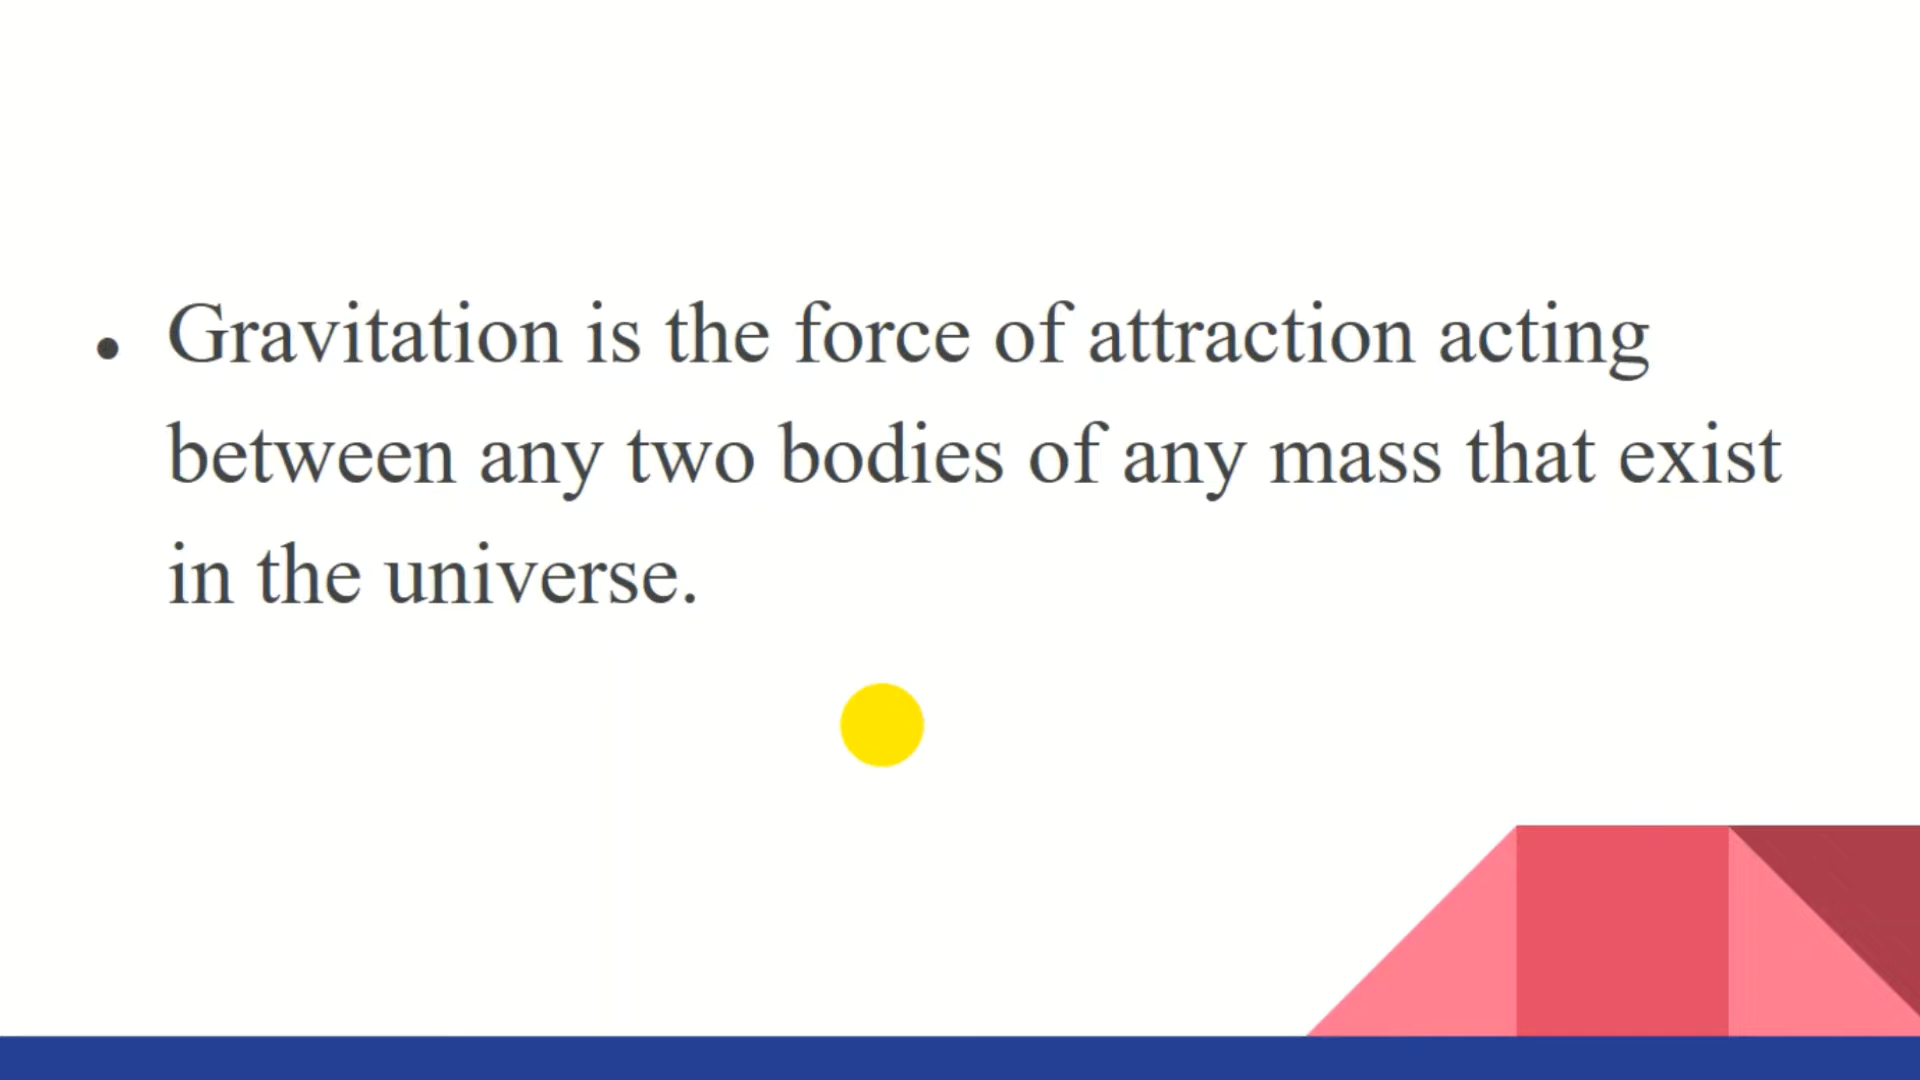 • Gravitation is the force of attraction acting
between any two bodies of any mass that exist
in the universe.